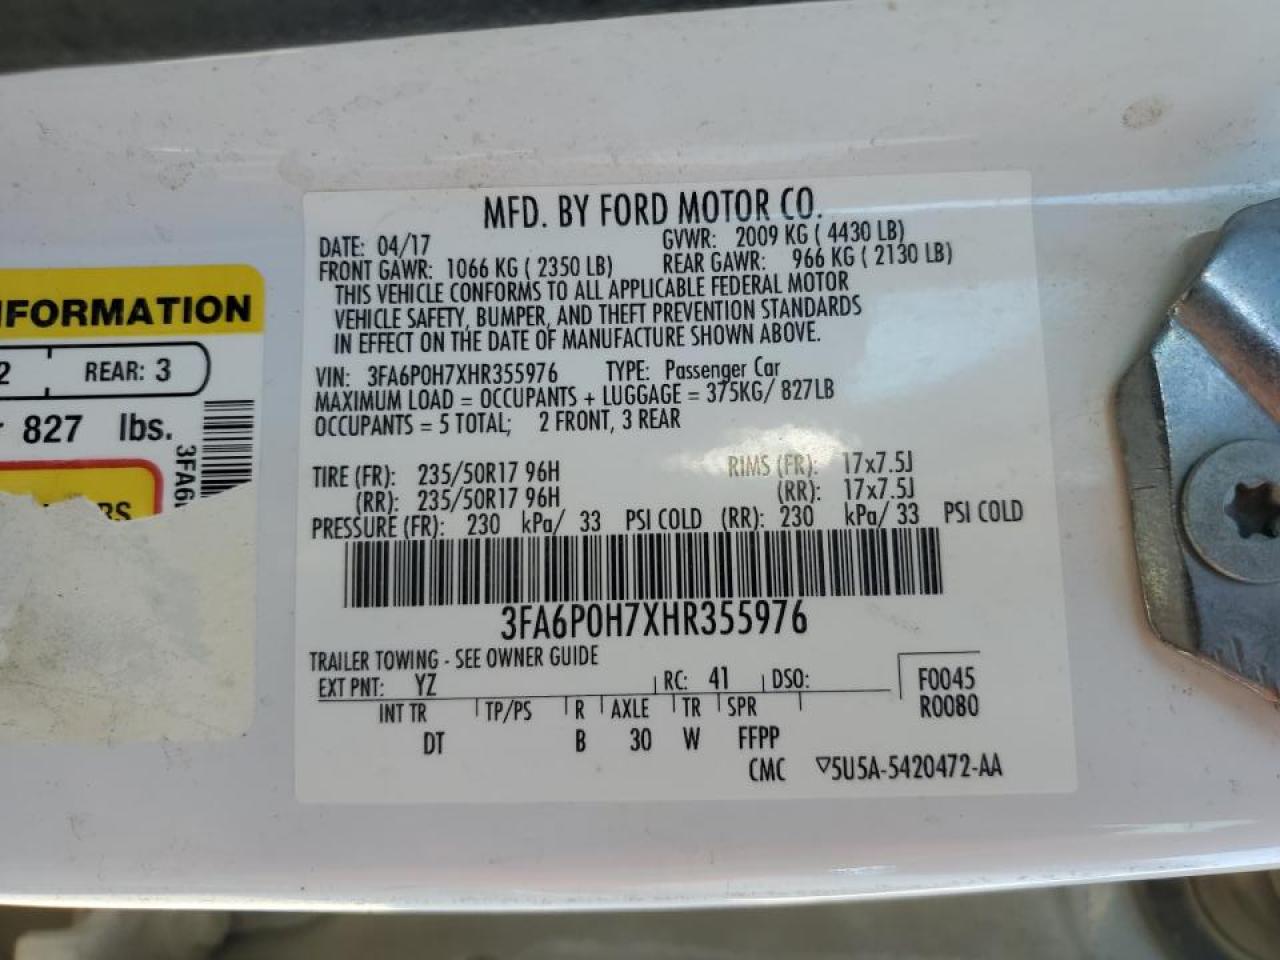 MFD. BY FORD MOTOR CO.
DATE: 04/17 GVWR: 2009 KG ( 4430 LB)
FRONT GAWR: 1066 KG ( 2350 LB) REAR GAWR: 966 KG ( 2130 LB)
THIS VEHICLE CONFORMS TO ALL APPLICABLE FEDERAL MOTOR
VEHICLE SAFETY, BUMPER, AND THEFT PREVENTION STANDARDS
IN EFFECT ON THE DATE OF MANUFACTURE SHOWN ABOVE.
VIN: 3FA6P0H7XHR355976 TYPE: Passenger Car
MAXIMUM LOAD = OCCUPANTS + LUGGAGE = 375KG/ 827LB
OCCUPANTS = 5 TOTAL; 2 FRONT, 3 REAR
TIRE (FR): 235/50R17 96H RIMS (FR): 17x7.5J
(RR): 235/50R17 96H (RR): 17x7.5J
PRESSURE (FR): 230 kPa/ 33 PSI COLD (RR): 230 kPa/ 33 PSI COLD
3FA6P0H7XHR355976
TRAILER TOWING - SEE OWNER GUIDE
EXT PNT: YZ RC: 41 DSO: F0045
INT TR TP/PS R AXLE TR SPR R0080
DT B 30 W FFPP
CMC ▽5U5A-5420472-AA
NFORMATION
2 REAR: 3
827 lbs.
3FA6
RS